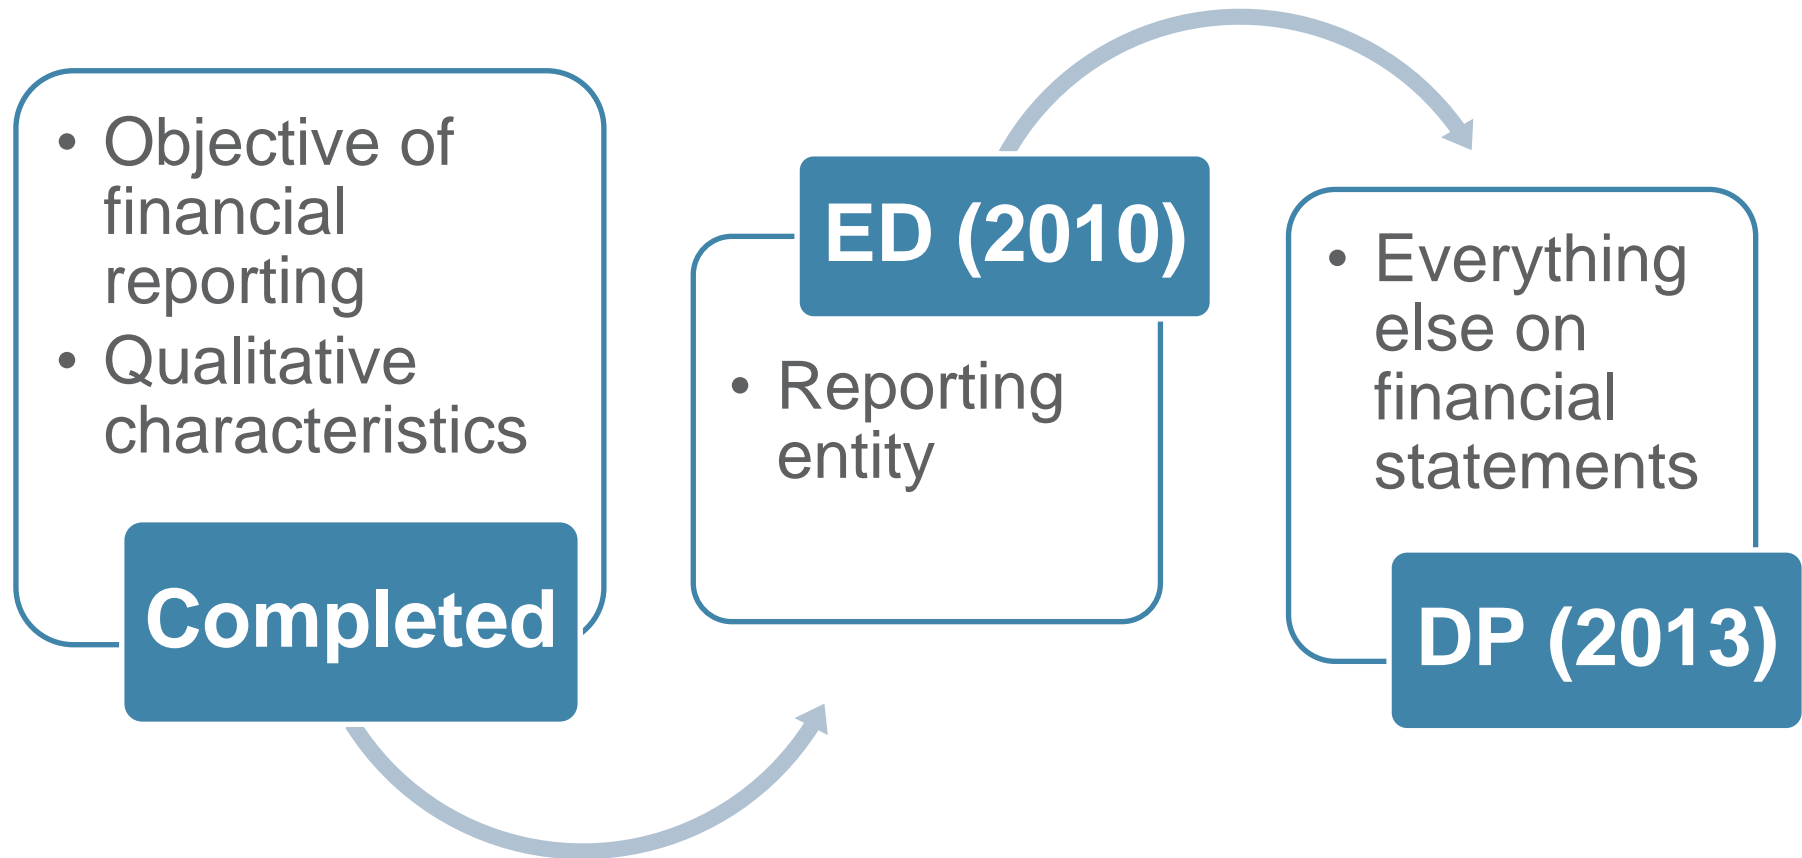 • Objective of
financial
reporting
• Qualitative
characteristics
Completed
ED (2010)
• Reporting
entity
• Everything
else on
financial
statements
DP (2013)